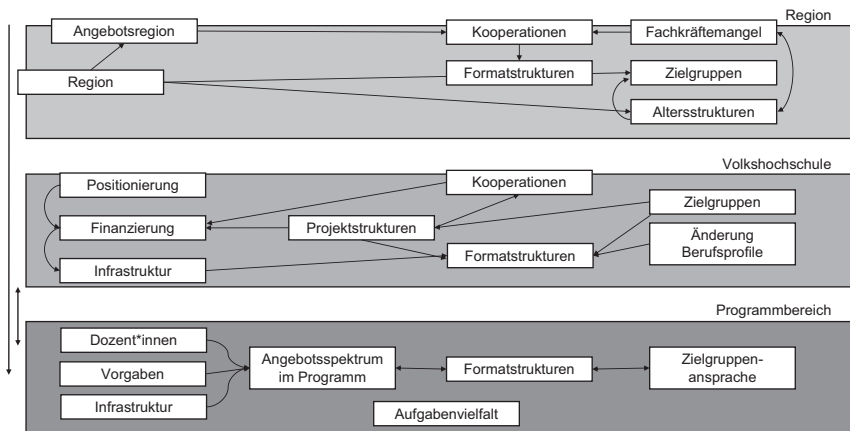 Region
Angebotsregion
Kooperationen
Fachkräftemangel
Region
Formatstrukturen
Zielgruppen
Altersstrukturen
Volkshochschule
Positionierung
Kooperationen
Zielgruppen
Finanzierung
Projektstrukturen
Änderung
Berufsprofile
Infrastruktur
Formatstrukturen
Programmbereich
Dozent*innen
Vorgaben
Infrastruktur
Angebotsspektrum
im Programm
Formatstrukturen
Zielgruppen-
ansprache
Aufgabenvielfalt